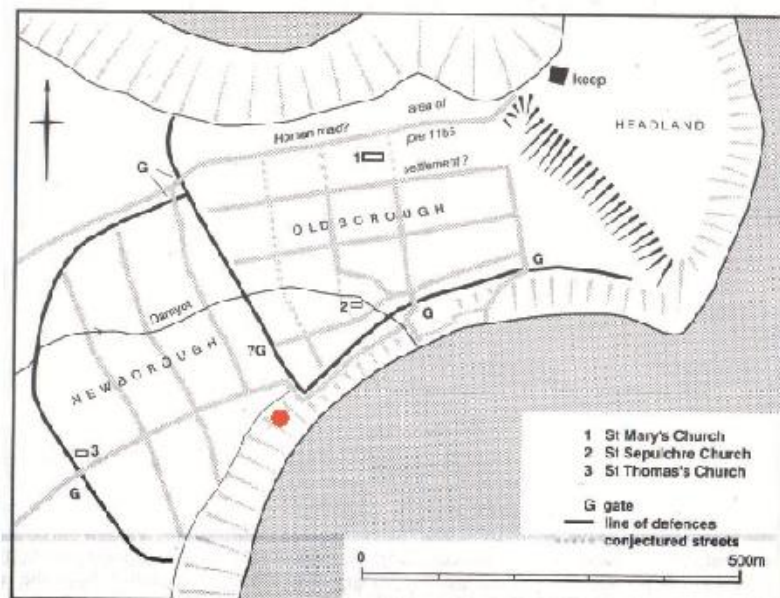 keep
HEADLAND
area of
Roman road?
pre 1165
1
settlement?
G
OLDBOROUGH
G
2
G
Damyot
?G
NEWBOROUGH
3
G
1 St Mary's Church
2 St Sepulchre Church
3 St Thomas's Church
G gate
line of defences
conjectured streets
0
500m